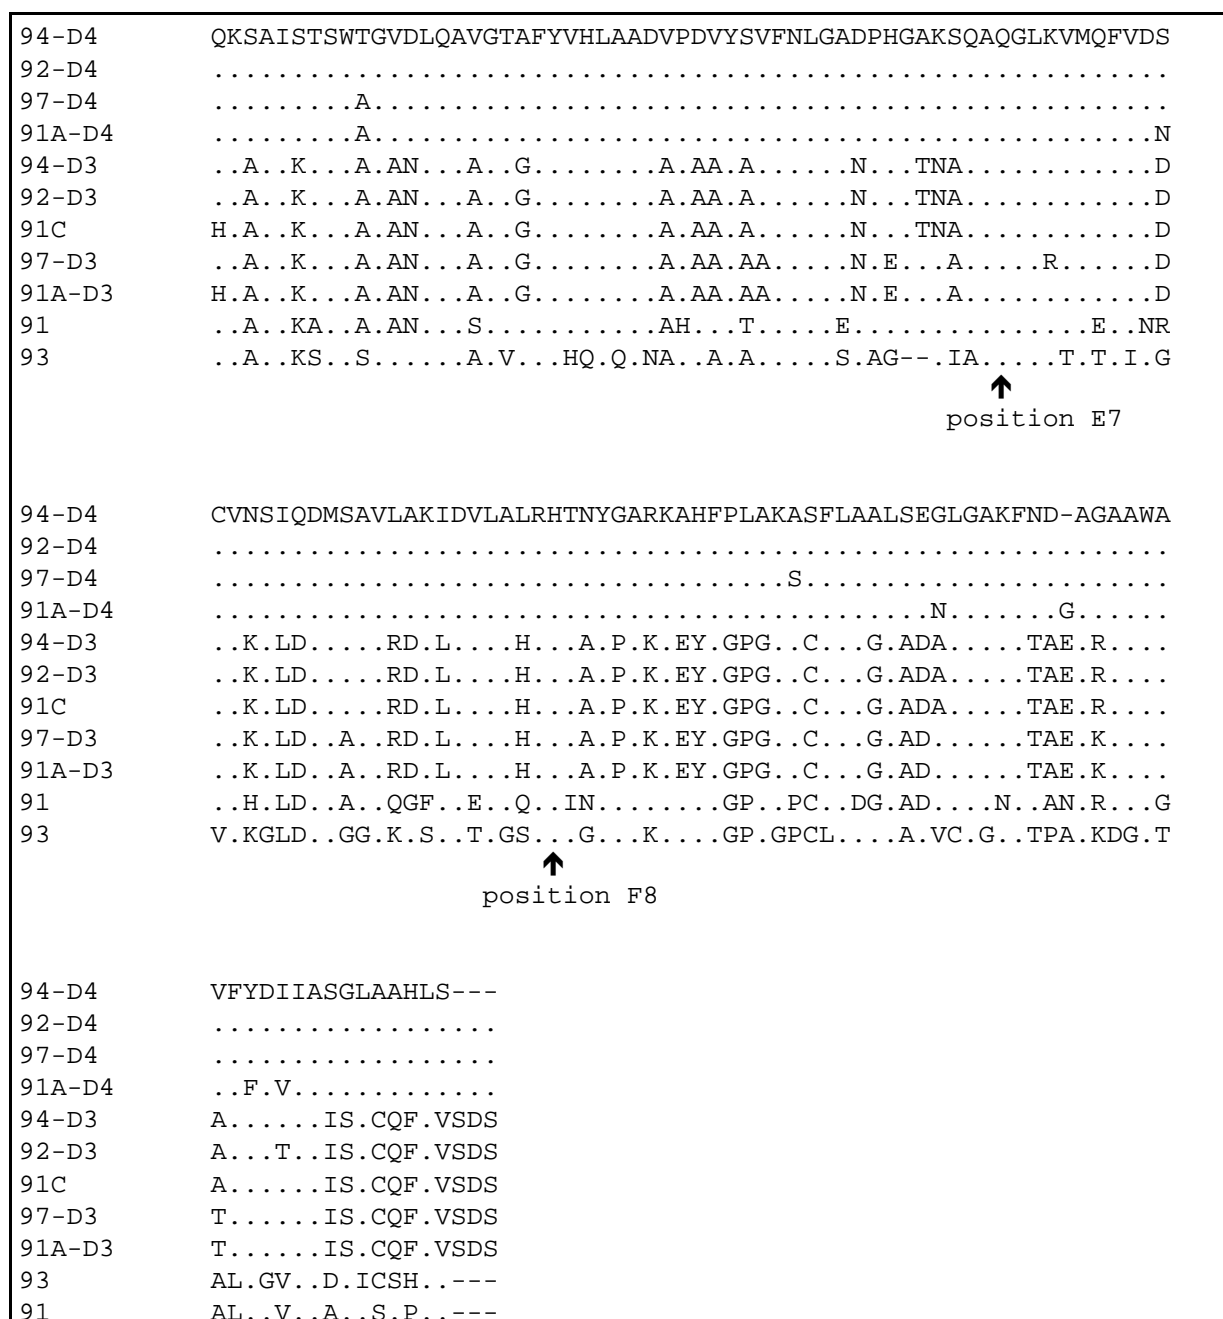 94-D4 QKSAISTSWTGVDLQAVGTAFYVHLAADVPDVYSVFNLGADPHGAKSQAQGLKVMQFVDS
92-D4 ............................................................
97-D4 .........A..................................................
91A-D4 .........A.................................................N
94-D3 ..A..K...A.AN...A..G........A.AA.A......N...TNA............D
92-D3 ..A..K...A.AN...A..G........A.AA.A......N...TNA............D
91C H.A..K...A.AN...A..G........A.AA.A......N...TNA............D
97-D3 ..A..K...A.AN...A..G........A.AA.AA.....N.E...A.....R......D
91A-D3 H.A..K...A.AN...A..G........A.AA.AA.....N.E...A............D
91 ..A..KA..A.AN...S...........AH...T.....E...............E..NR
93 ..A..KS..S......A.V...HQ.Q.NA..A.A.....S.AG--.IA.....T.T.I.G
position E7
94-D4 CVNSIQDMSAVLAKIDVLALRHTNYGARKAHFPLAKASFLAALSEGLGAKFND-AGAAWA
92-D4 ............................................................
97-D4 ....................................S.......................
91A-D4 .............................................N.......G......
94-D3 ..K.LD.....RD.L....H...A.P.K.EY.GPG..C...G.ADA.....TAE.R....
92-D3 ..K.LD.....RD.L....H...A.P.K.EY.GPG..C...G.ADA.....TAE.R....
91C ..K.LD.....RD.L....H...A.P.K.EY.GPG..C...G.ADA.....TAE.R....
97-D3 ..K.LD..A..RD.L....H...A.P.K.EY.GPG..C...G.AD......TAE.K....
91A-D3 ..K.LD..A..RD.L....H...A.P.K.EY.GPG..C...G.AD......TAE.K....
91 ..H.LD..A..QGF..E..Q..IN........GP..PC..DG.AD....N..AN.R...G
93 V.KGLD..GG.K.S..T.GS...G...K....GP.GPCL....A.VC.G..TPA.KDG.T
position F8
94-D4 VFYDIIASGLAAHLS---
92-D4 ..................
97-D4 ..................
91A-D4 ..F.V.............
94-D3 A......IS.CQF.VSDS
92-D3 A...T..IS.CQF.VSDS
91C A......IS.CQF.VSDS
97-D3 T......IS.CQF.VSDS
91A-D3 T......IS.CQF.VSDS
93 AL.GV..D.ICSH..---
91 AL..V..A..S.P..---